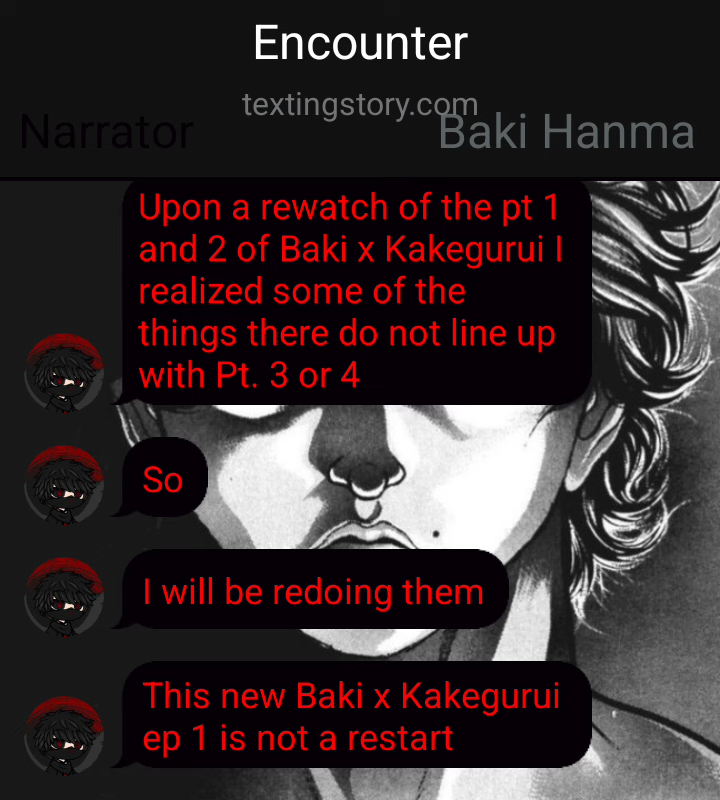 Encounter
textingstory.com
Narrator
Baki Hanma
Upon a rewatch of the pt 1
and 2 of Baki x Kakegurui I
realized some of the
things there do not line up
with Pt. 3 or 4
So
I will be redoing them
This new Baki x Kakegurui
ep 1 is not a restart